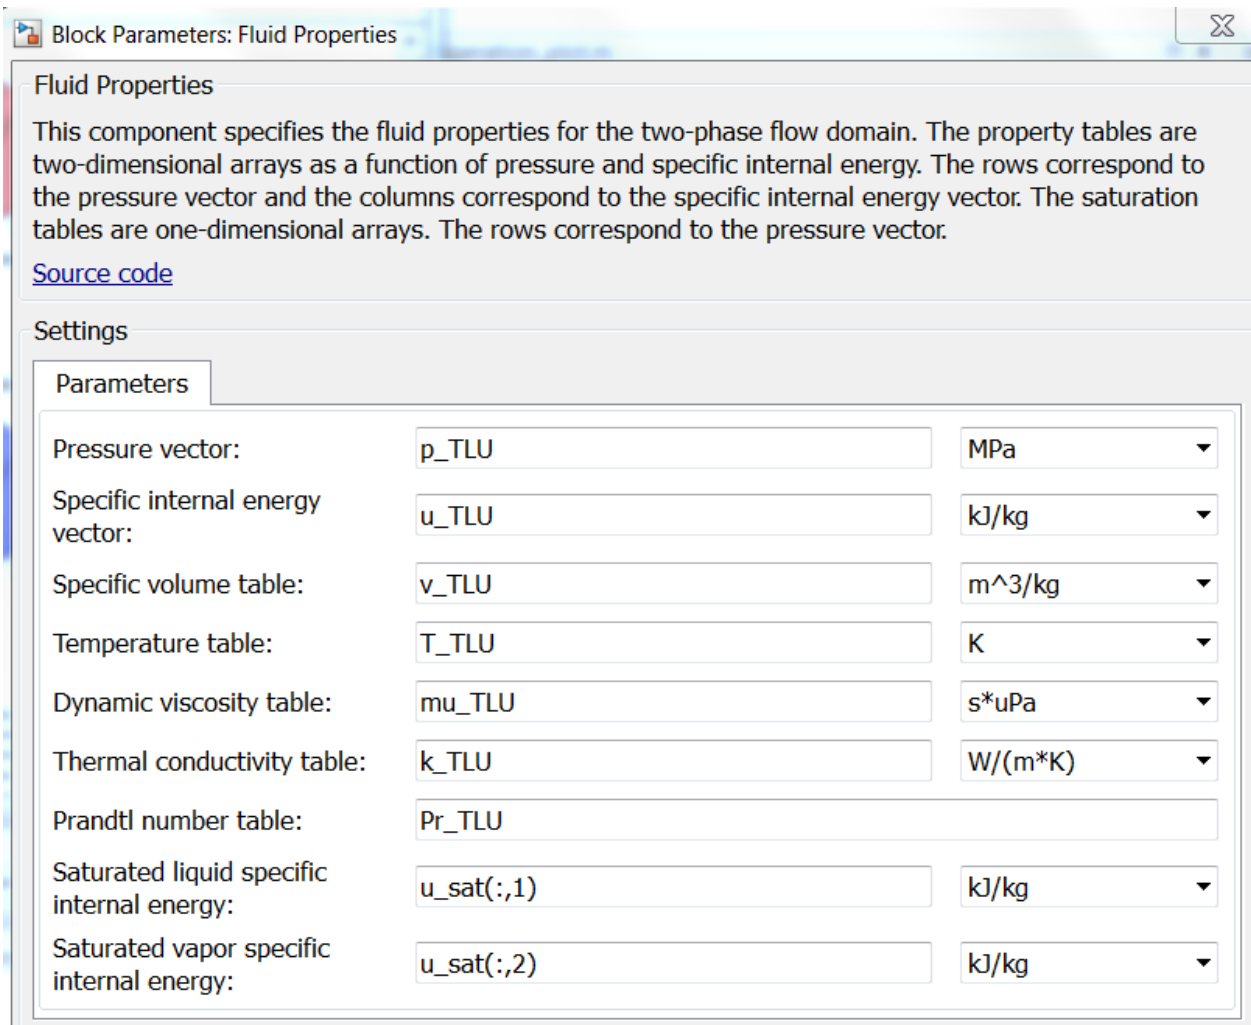 Block Parameters: Fluid Properties
Fluid Properties
This component specifies the fluid properties for the two-phase flow domain. The property tables are
two-dimensional arrays as a function of pressure and specific internal energy. The rows correspond to
the pressure vector and the columns correspond to the specific internal energy vector. The saturation
tables are one-dimensional arrays. The rows correspond to the pressure vector.
Source code
Settings
Parameters
Pressure vector: p_TLU MPa
Specific internal energy
vector: u_TLU kJ/kg
Specific volume table: v_TLU m^3/kg
Temperature table: T_TLU K
Dynamic viscosity table: mu_TLU s*uPa
Thermal conductivity table: k_TLU W/(m*K)
Prandtl number table: Pr_TLU
Saturated liquid specific
internal energy: u_sat(:,1) kJ/kg
Saturated vapor specific
internal energy: u_sat(:,2) kJ/kg